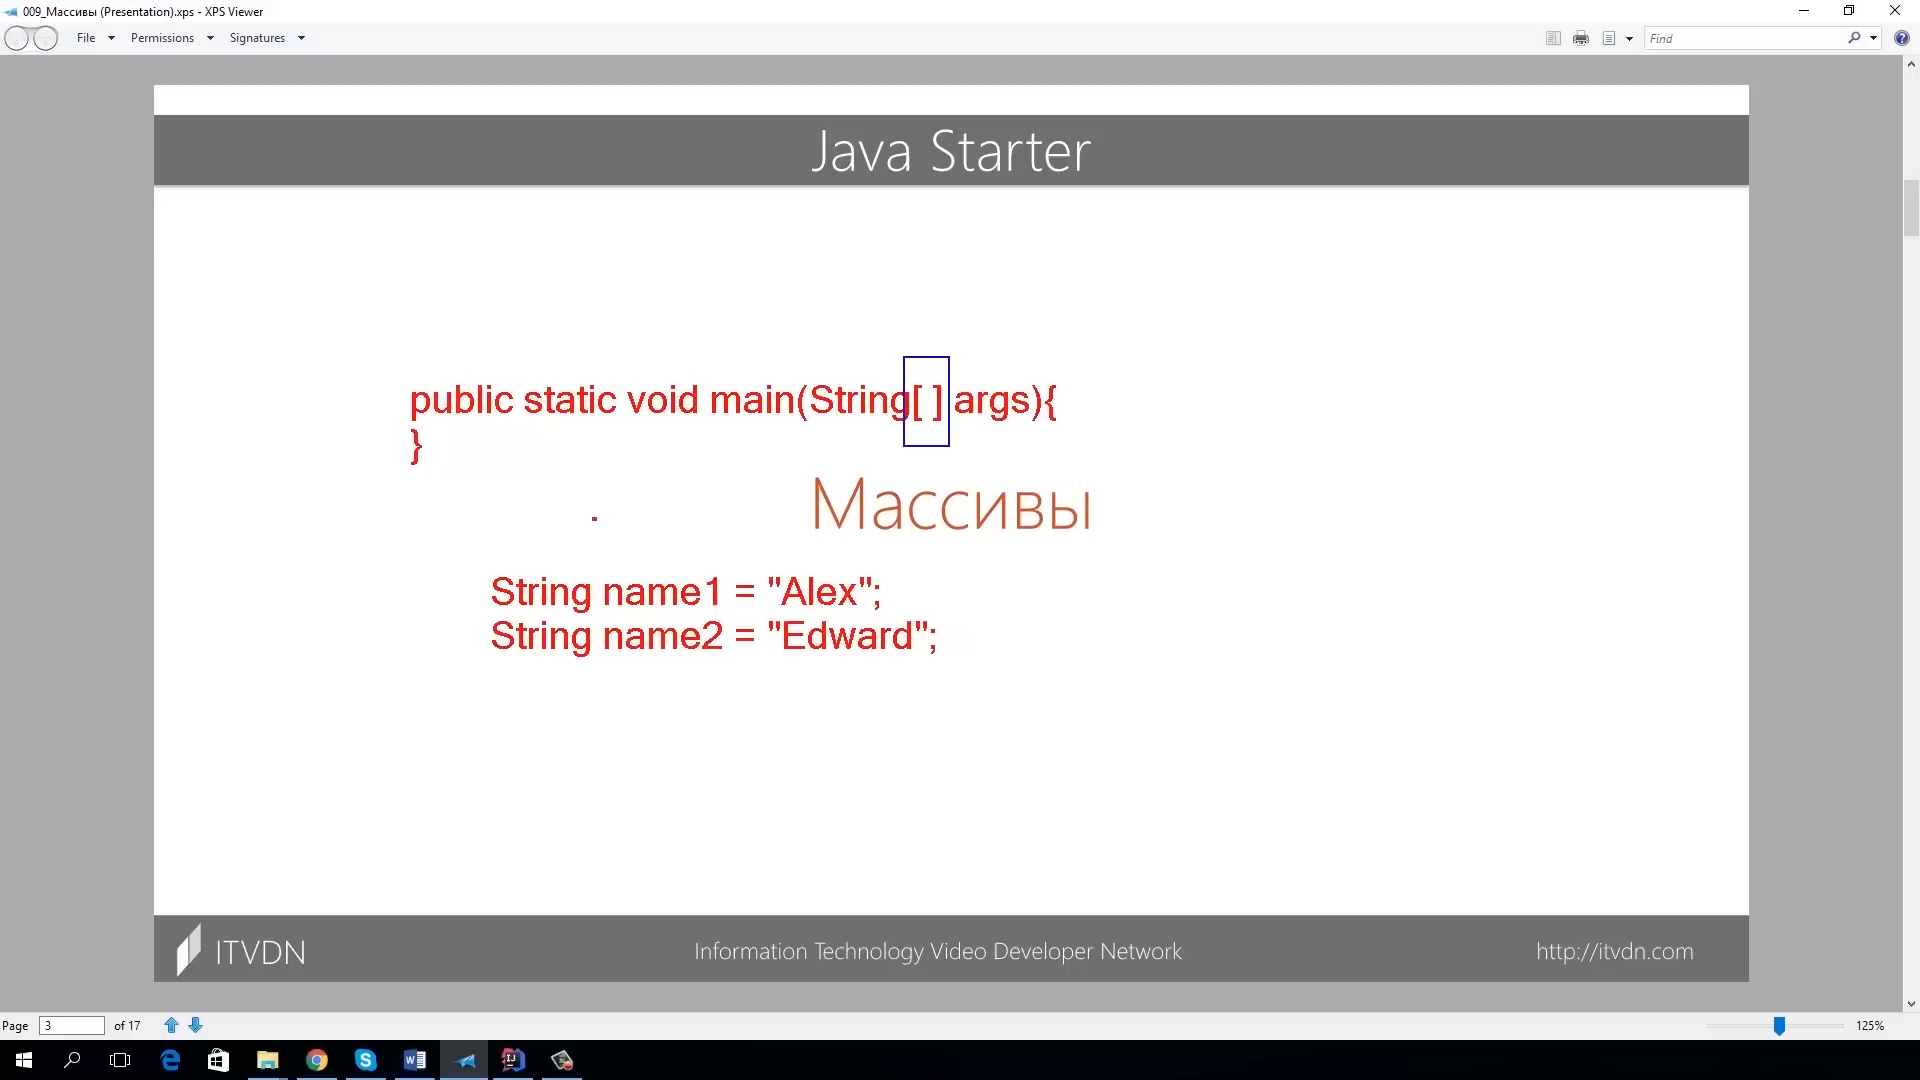 009_Массивы (Presentation).xps - XPS Viewer
File Permissions Signatures Find
Java Starter
public static void main(String[ ] args){
}
Массивы
String name1 = "Alex";
String name2 = "Edward";
ITVDN Information Technology Video Developer Network http://itvdn.com
Page 3 of 17 125%